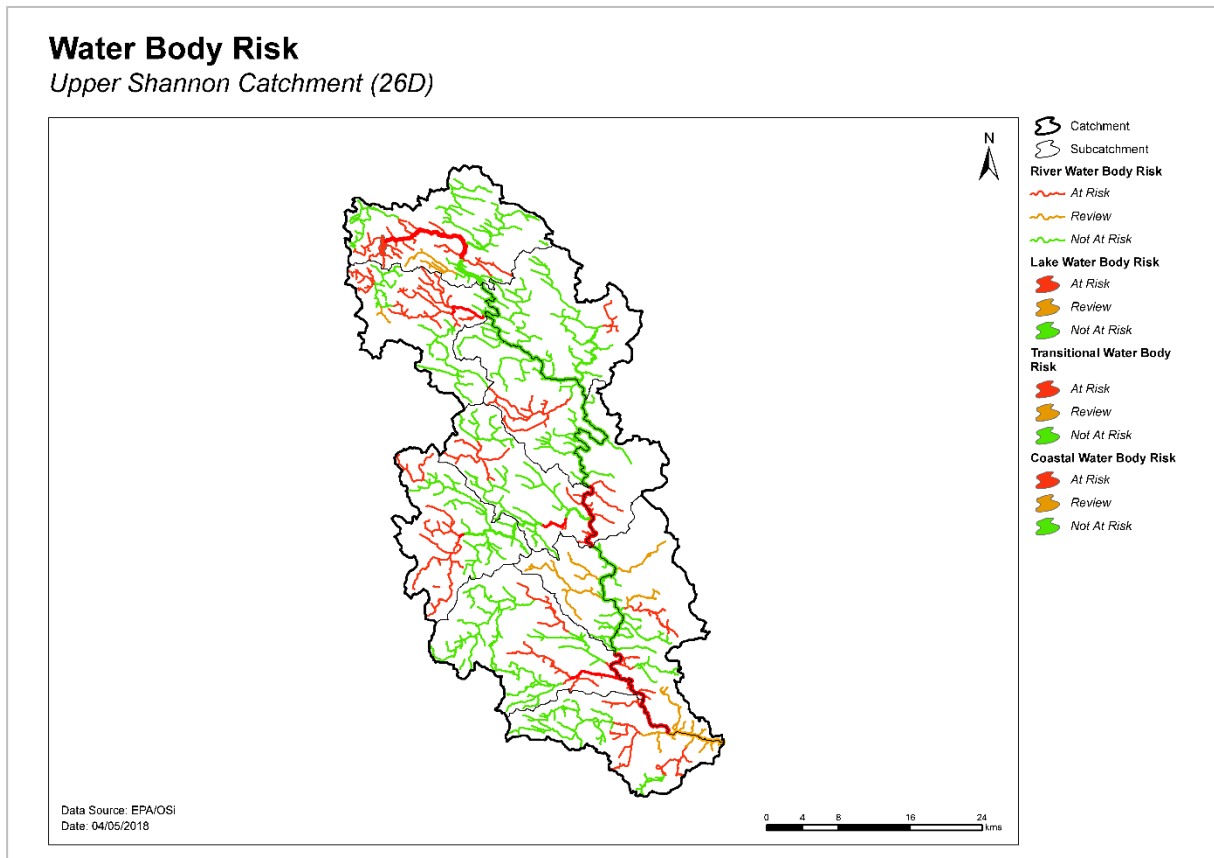 Water Body Risk
Upper Shannon Catchment (26D)
N
Catchment
Subcatchment
River Water Body Risk
At Risk
Review
Not At Risk
Lake Water Body Risk
At Risk
Review
Not At Risk
Transitional Water Body
Risk
At Risk
Review
Not At Risk
Coastal Water Body Risk
At Risk
Review
Not At Risk
Data Source: EPA/OSi
Date: 04/05/2018
0 4 8 16 24
kms